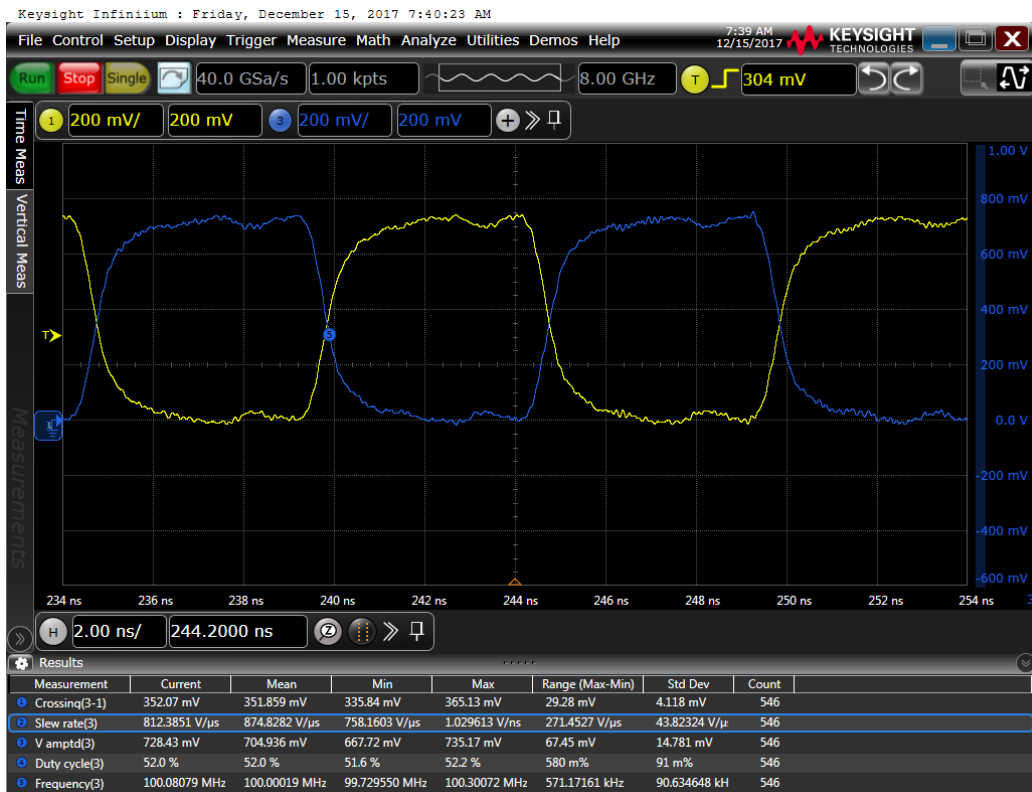 Keysight Infiniium : Friday, December 15, 2017 7:40:23 AM
File Control Setup Display Trigger Measure Math Analyze Utilities Demos Help
7:39 AM
12/15/2017
KEYSIGHT
TECHNOLOGIES
Run Stop Single 40.0 GSa/s 1.00 kpts 8.00 GHz T 304 mV
1 200 mV/ 200 mV 3 200 mV/ 200 mV
Time Meas
Vertical Meas
Measurements
1.00 V
800 mV
600 mV
400 mV
T
5
200 mV
0.0 V
-200 mV
-400 mV
-600 mV
234 ns 236 ns 238 ns 240 ns 242 ns 244 ns 246 ns 248 ns 250 ns 252 ns 254 ns
H 2.00 ns/ 244.2000 ns Z
Results
Measurement Current Mean Min Max Range (Max-Min) Std Dev Count
1 Crossing(3-1) 352.07 mV 351.859 mV 335.84 mV 365.13 mV 29.28 mV 4.118 mV 546
2 Slew rate(3) 812.3851 V/µs 874.8282 V/µs 758.1603 V/µs 1.029613 V/ns 271.4527 V/µs 43.82324 V/µ 546
3 V amptd(3) 728.43 mV 704.936 mV 667.72 mV 735.17 mV 67.45 mV 14.781 mV 546
4 Duty cycle(3) 52.0 % 52.0 % 51.6 % 52.2 % 580 m% 91 m% 546
5 Frequency(3) 100.08079 MHz 100.00019 MHz 99.729550 MHz 100.30072 MHz 571.17161 kHz 90.634648 kH 546